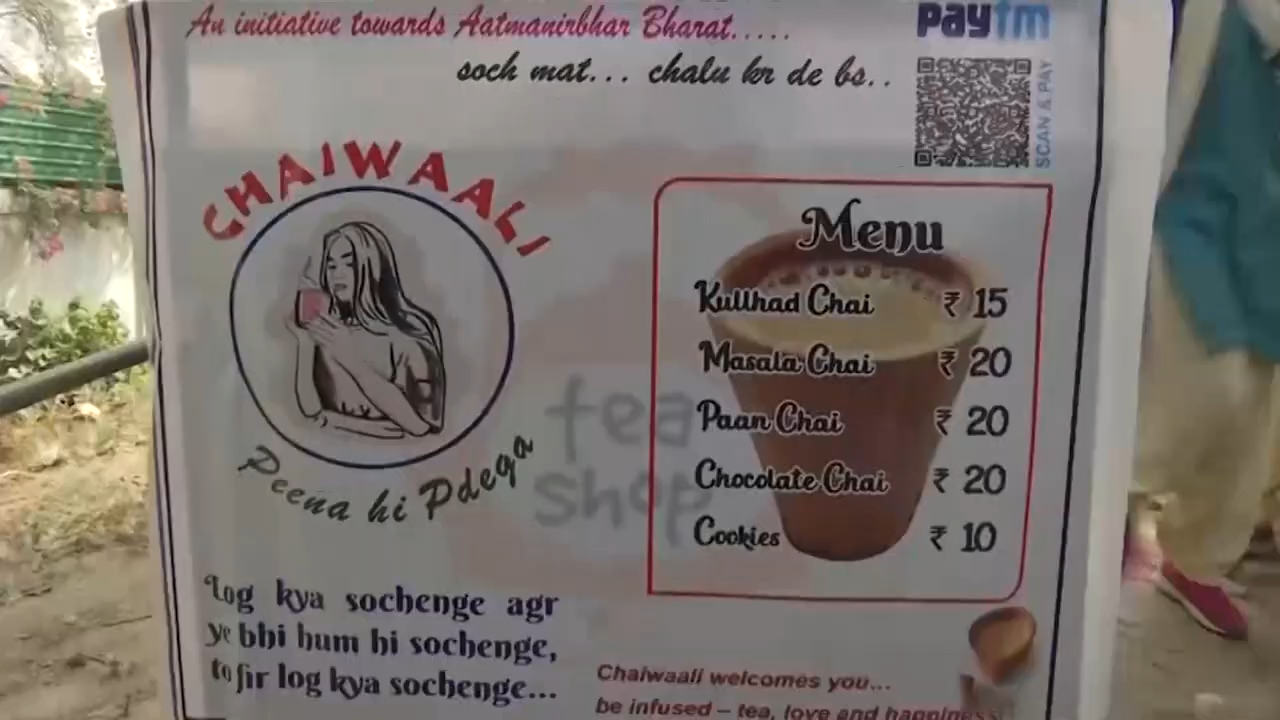 An initiative towards Aatmanirbhar Bharat.....
soch mat... chalu kr de bs..
paytm
SCAN & PAY
CHAIWAALI
Peena hi Pdega
tea
shop
Menu
Kullhad Chai ₹ 15
Masala Chai ₹ 20
Paan Chai ₹ 20
Chocolate Chai ₹ 20
Cookies ₹ 10
Log kya sochenge agr
ye bhi hum hi sochenge,
to fir log kya sochenge...
Chaiwaali welcomes you...
be infused – tea, love and happiness!